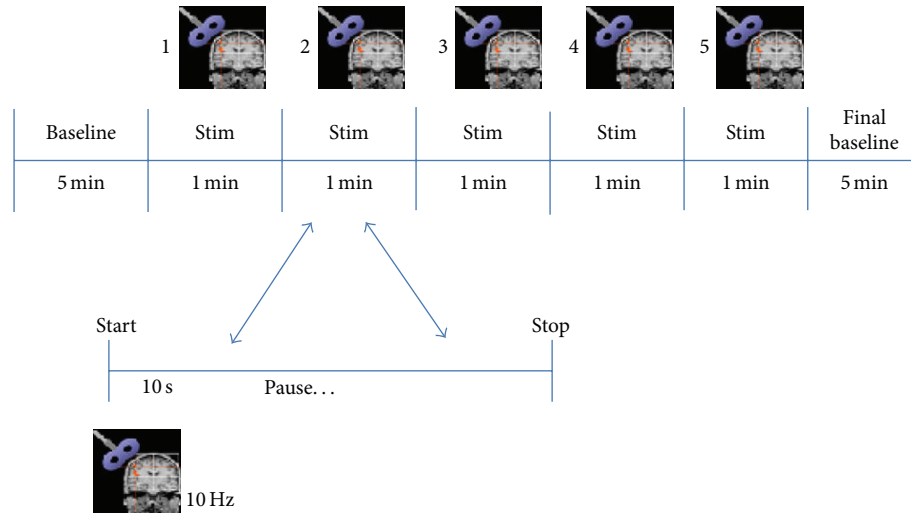 1 2 3 4 5
Baseline Stim Stim Stim Stim Stim Final baseline
5 min 1 min 1 min 1 min 1 min 1 min 5 min
Start Stop
10 s Pause...
10 Hz